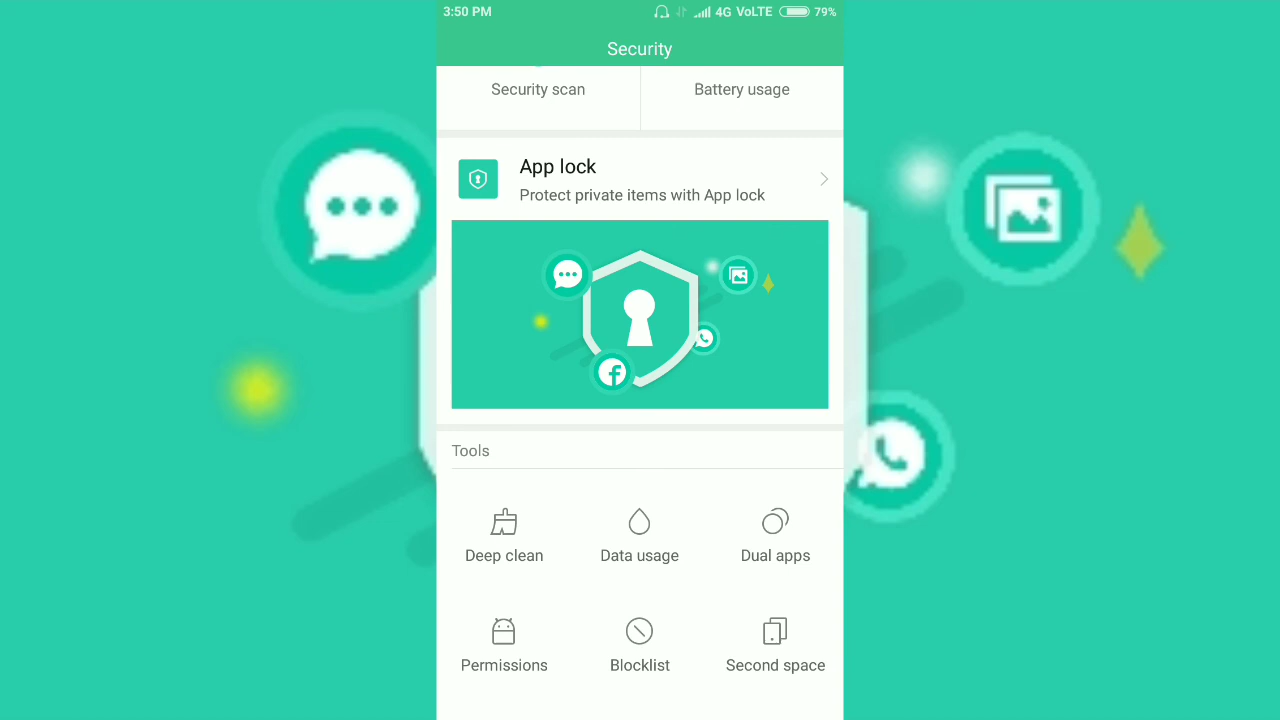 3:50 PM 4G VoLTE 79%
Security
Security scan Battery usage
App lock
Protect private items with App lock
Tools
Deep clean Data usage Dual apps
Permissions Blocklist Second space